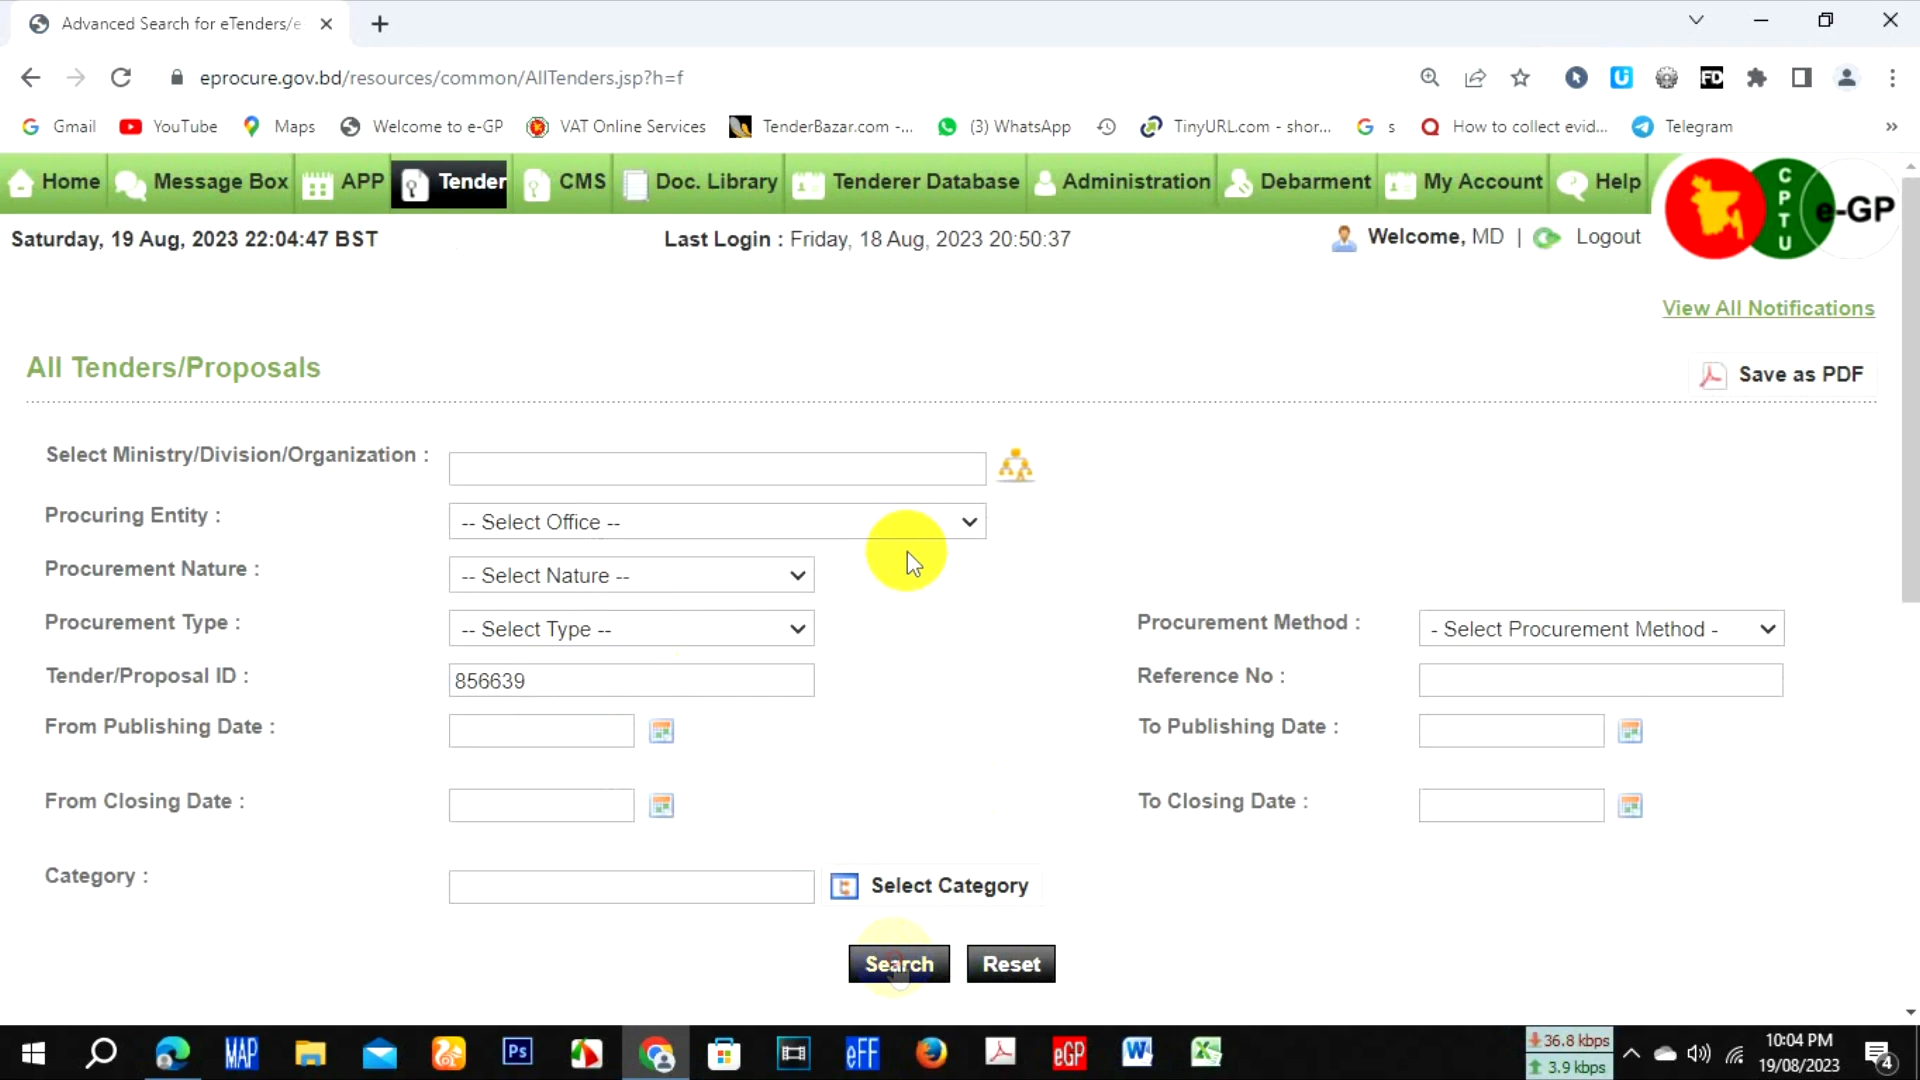 Advanced Search for eTenders/e
eprocure.gov.bd/resources/common/AllTenders.jsp?h=f
Gmail YouTube Maps Welcome to e-GP VAT Online Services TenderBazar.com -... (3) WhatsApp TinyURL.com - shor... s How to collect evid... Telegram »
Home Message Box APP Tender CMS Doc. Library Tenderer Database Administration Debarment My Account Help
CPTU e-GP
Saturday, 19 Aug, 2023 22:04:47 BST Last Login : Friday, 18 Aug, 2023 20:50:37 Welcome, MD | Logout
View All Notifications
All Tenders/Proposals
Save as PDF
Select Ministry/Division/Organization :
Procuring Entity : -- Select Office --
Procurement Nature : -- Select Nature --
Procurement Type : -- Select Type -- Procurement Method : - Select Procurement Method -
Tender/Proposal ID : 856639 Reference No :
From Publishing Date : To Publishing Date :
From Closing Date : To Closing Date :
Category : Select Category
Search Reset
MAP Ps eFF eGP 36.8 kbps 10:04 PM
3.9 kbps 19/08/2023 4